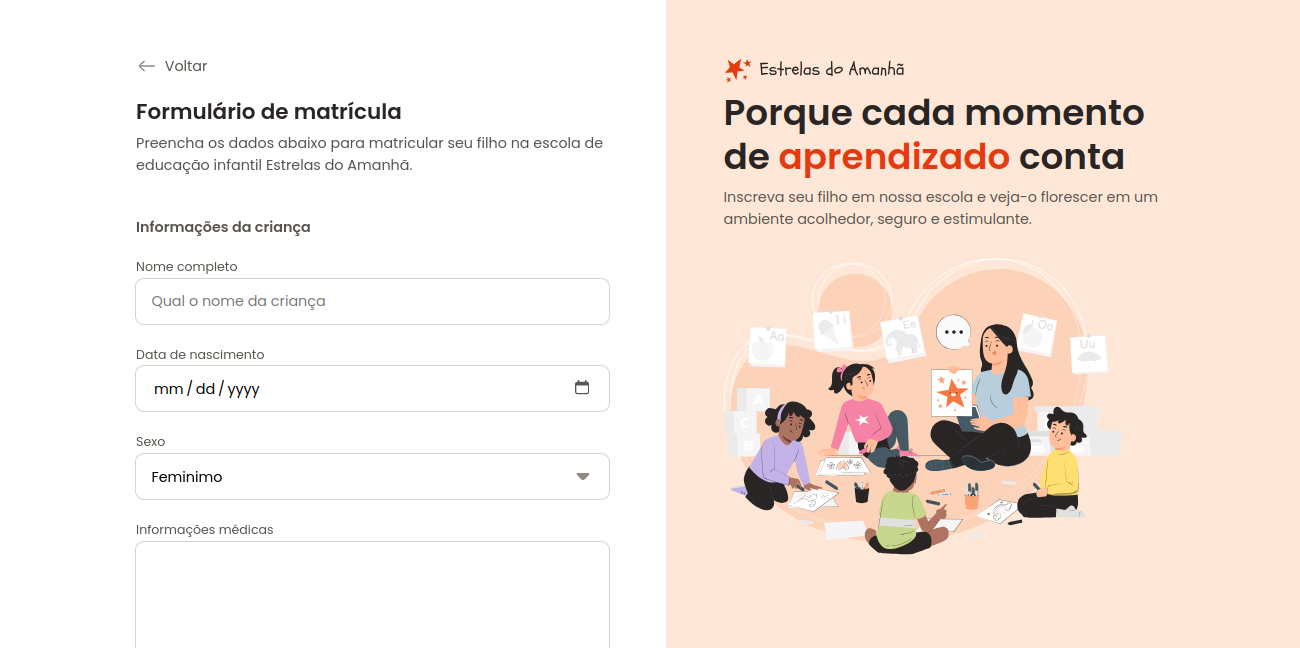 Voltar
Formulário de matrícula
Preencha os dados abaixo para matricular seu filho na escola de
educação infantil Estrelas do Amanhã.
Informações da criança
Nome completo
Qual o nome da criança
Data de nascimento
mm / dd / yyyy
Sexo
Feminimo
Informações médicas
Estrelas do Amanhã
Porque cada momento
de aprendizado conta
Inscreva seu filho em nossa escola e veja-o florescer em um
ambiente acolhedor, seguro e estimulante.
Aa
Ii
Ee
Oo
Uu
A
C
B